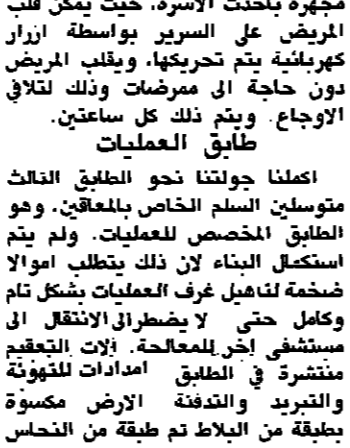 مجهزة بأحدث الأسرة، حيث يمكن قلب
المريض على السرير بواسطة ازرار
كهربائية يتم تحريكها، ويقلب المريض
دون حاجة الى ممرضات وذلك لتلافي
الاوجاع. ويتم ذلك كل ساعتين.
طابق العمليات
اكملنا جولتنا نحو الطابق الثالث
متوسلين السلم الخاص بالمعاقين، وهو
الطابق المخصص للعمليات. ولم يتم
استكمال البناء لان ذلك يتطلب اموالا
ضخمة لتاهيل غرف العمليات بشكل تام
وكامل حتى لا يضطر الى الانتقال الى
مستشفى اخر للمعالجة. آلات التعقيم
منتشرة في الطابق امدادات للتهوئة
والتبريد والتدفئة الارض مكسوة
بطبقة من البلاط ثم طبقة من النحاس